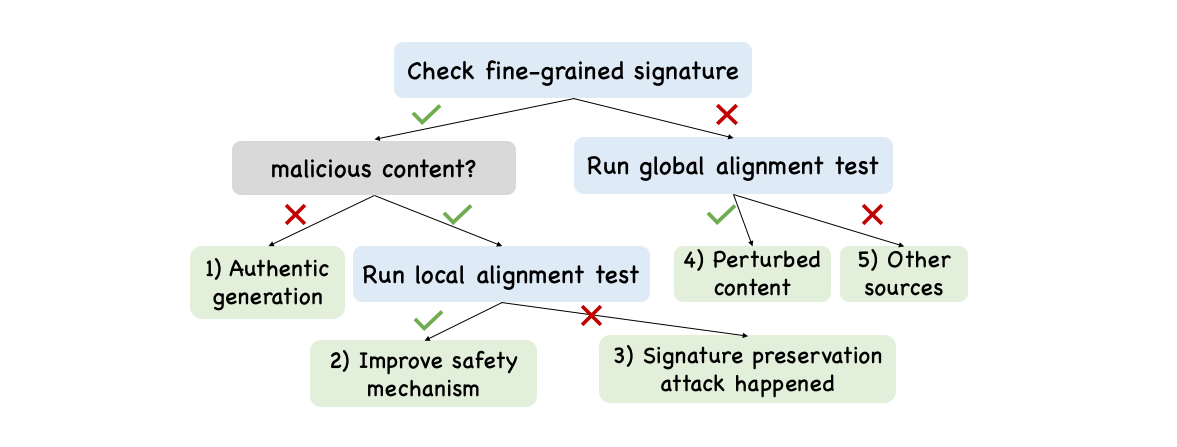 Check fine-grained signature
malicious content?
Run global alignment test
1) Authentic
generation
Run local alignment test
4) Perturbed
content
5) Other
sources
2) Improve safety
mechanism
3) Signature preservation
attack happened